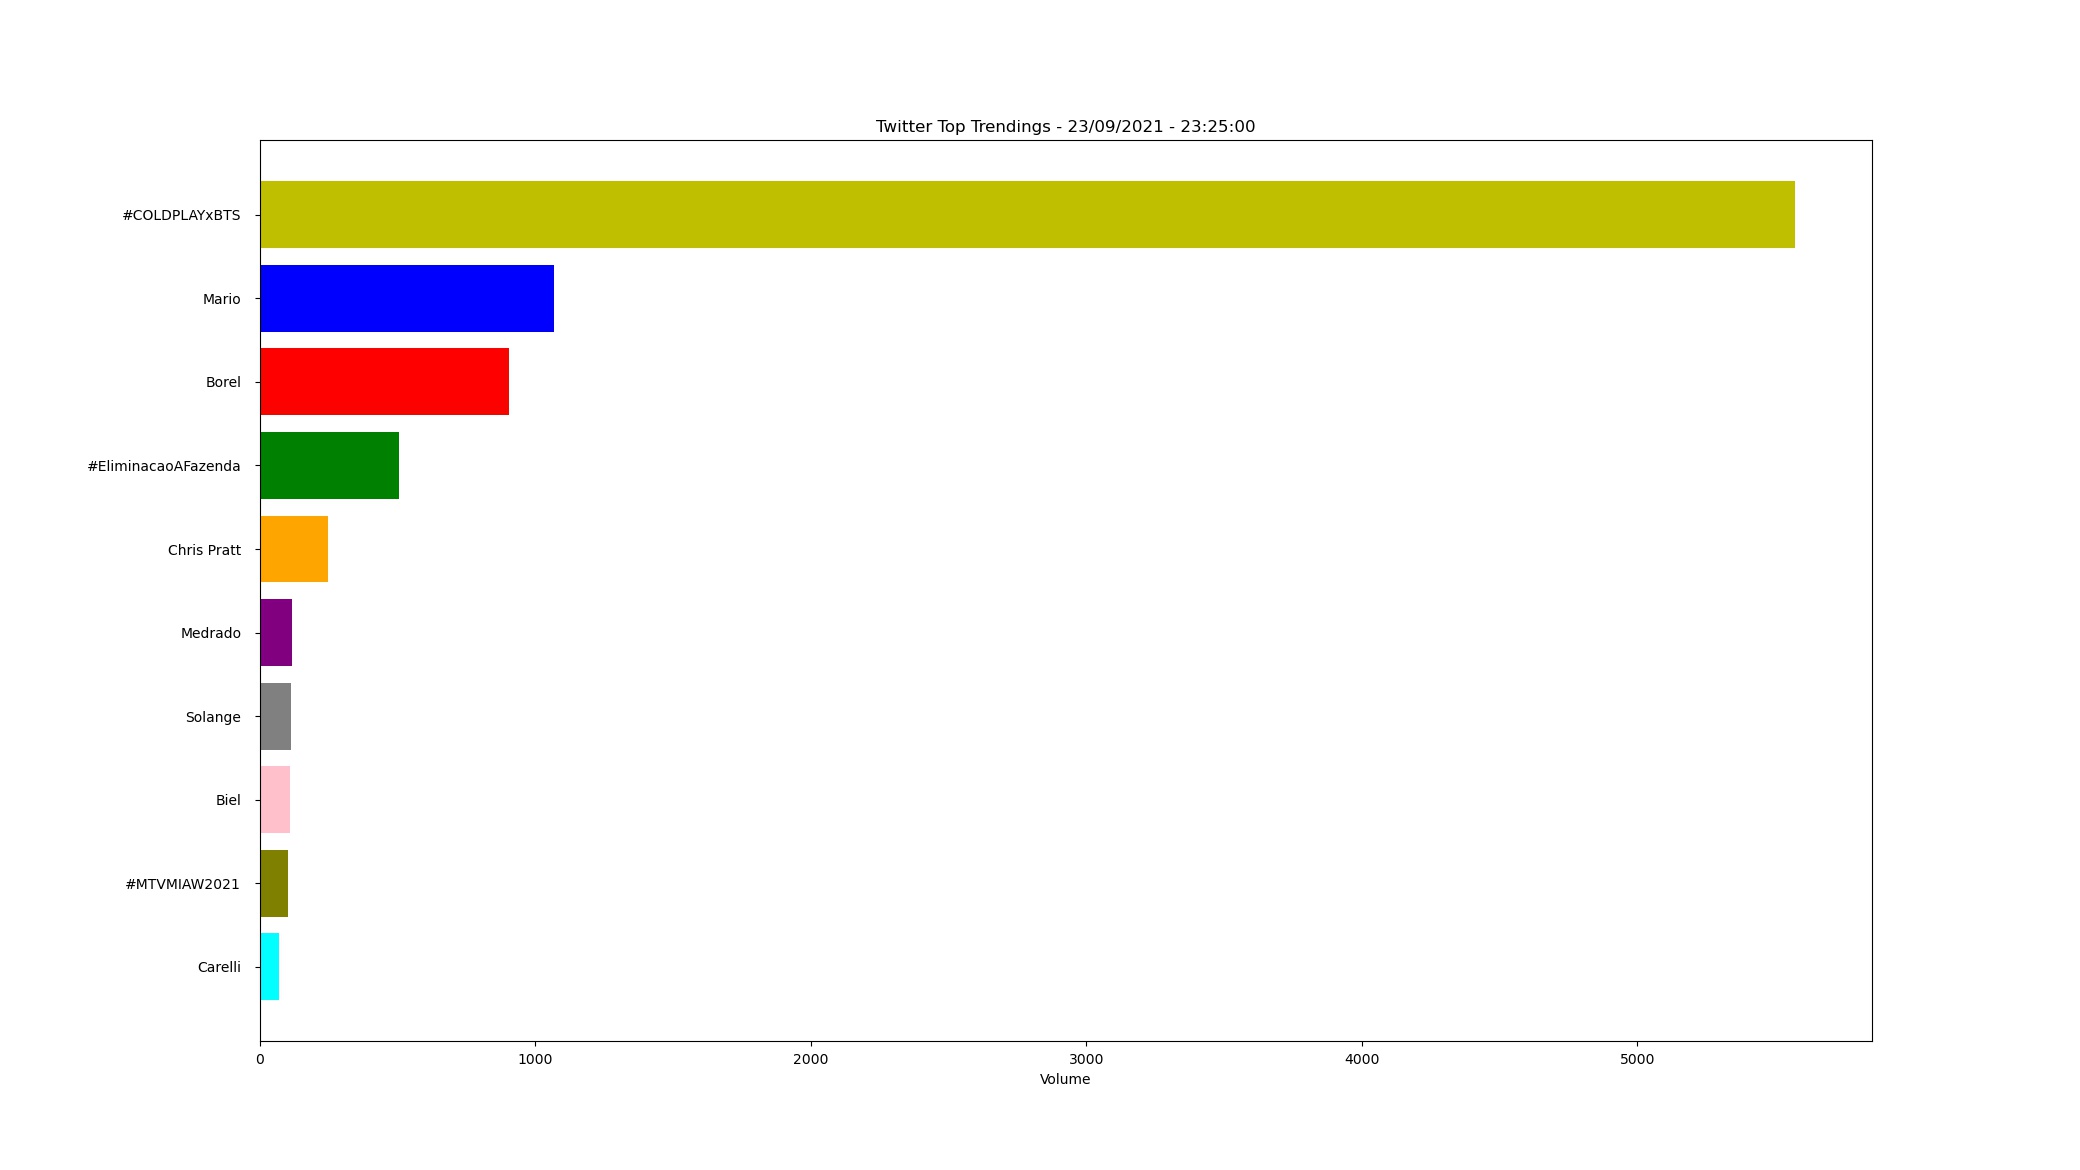 Twitter Top Trendings - 23/09/2021 - 23:25:00
#COLDPLAYxBTS
Mario
Borel
#EliminacaoAFazenda
Chris Pratt
Medrado
Solange
Biel
#MTVMIAW2021
Carelli
0 1000 2000 3000 4000 5000
Volume